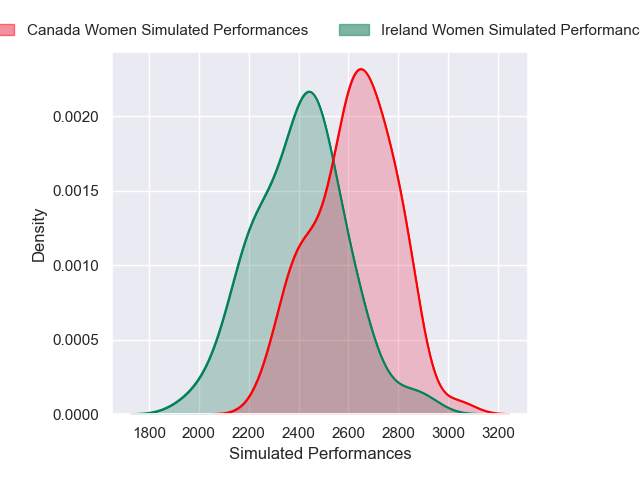 Canada Women Simulated Performances
Ireland Women Simulated Performanc
0.0020
0.0015
0.0010
0.0005
0.0000
Density
1800 2000 2200 2400 2600 2800 3000 3200
Simulated Performances